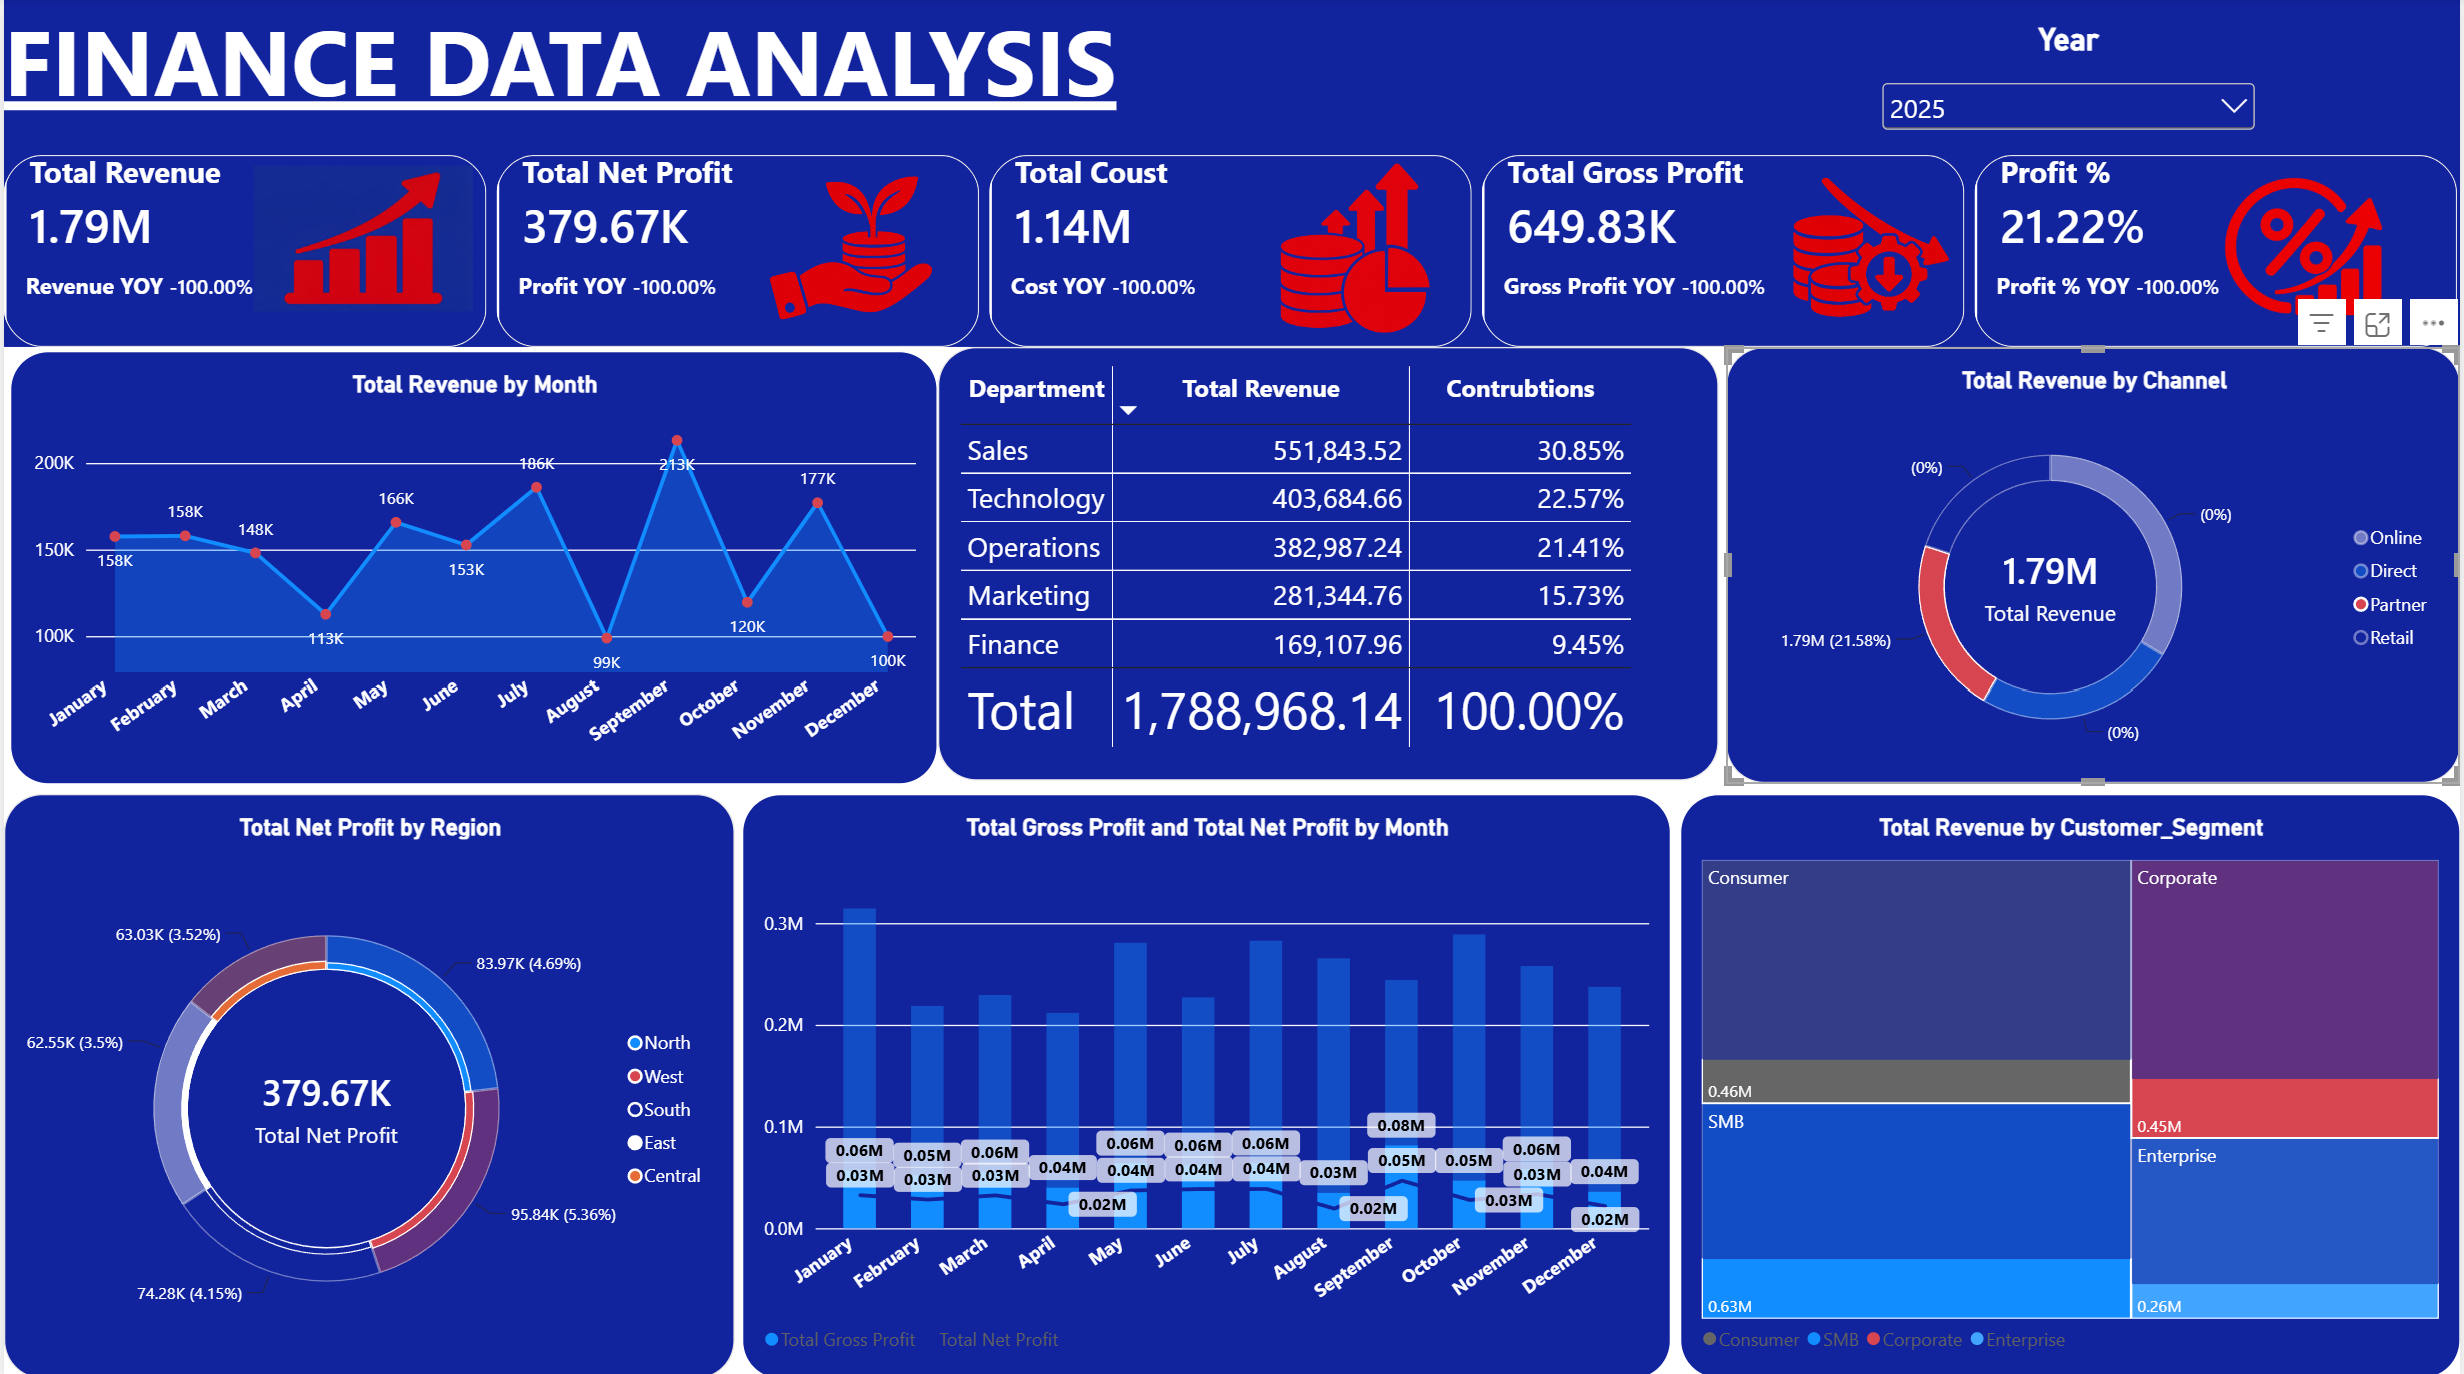 FINANCE DATA ANALYSIS
Year
2025
Total Revenue
1.79M
Revenue YOY -100.00%
Total Net Profit
379.67K
Profit YOY -100.00%
Total Coust
1.14M
Cost YOY -100.00%
Total Gross Profit
649.83K
Gross Profit YOY -100.00%
Profit %
21.22%
Profit % YOY -100.00%
Total Revenue by Month
200K
150K
100K
158K
158K
148K
113K
166K
153K
186K
99K
213K
120K
177K
100K
January
February
March
April
May
June
July
August
September
October
November
December
Department Total Revenue Contrubtions
Sales 551,843.52 30.85%
Technology 403,684.66 22.57%
Operations 382,987.24 21.41%
Marketing 281,344.76 15.73%
Finance 169,107.96 9.45%
Total 1,788,968.14 100.00%
Total Revenue by Channel
(0%)
(0%)
1.79M (21.58%)
(0%)
1.79M
Total Revenue
Online
Direct
Partner
Retail
Total Net Profit by Region
63.03K (3.52%)
83.97K (4.69%)
62.55K (3.5%)
95.84K (5.36%)
74.28K (4.15%)
379.67K
Total Net Profit
North
West
South
East
Central
Total Gross Profit and Total Net Profit by Month
0.3M
0.2M
0.1M
0.0M
0.06M
0.03M
0.05M
0.03M
0.06M
0.03M
0.04M
0.02M
0.06M
0.04M
0.06M
0.04M
0.06M
0.04M
0.03M
0.02M
0.08M
0.05M
0.05M
0.03M
0.06M
0.03M
0.04M
0.02M
January
February
March
April
May
June
July
August
September
October
November
December
Total Gross Profit Total Net Profit
Total Revenue by Customer_Segment
Consumer
0.46M
SMB
0.63M
Corporate
0.45M
Enterprise
0.26M
Consumer SMB Corporate Enterprise